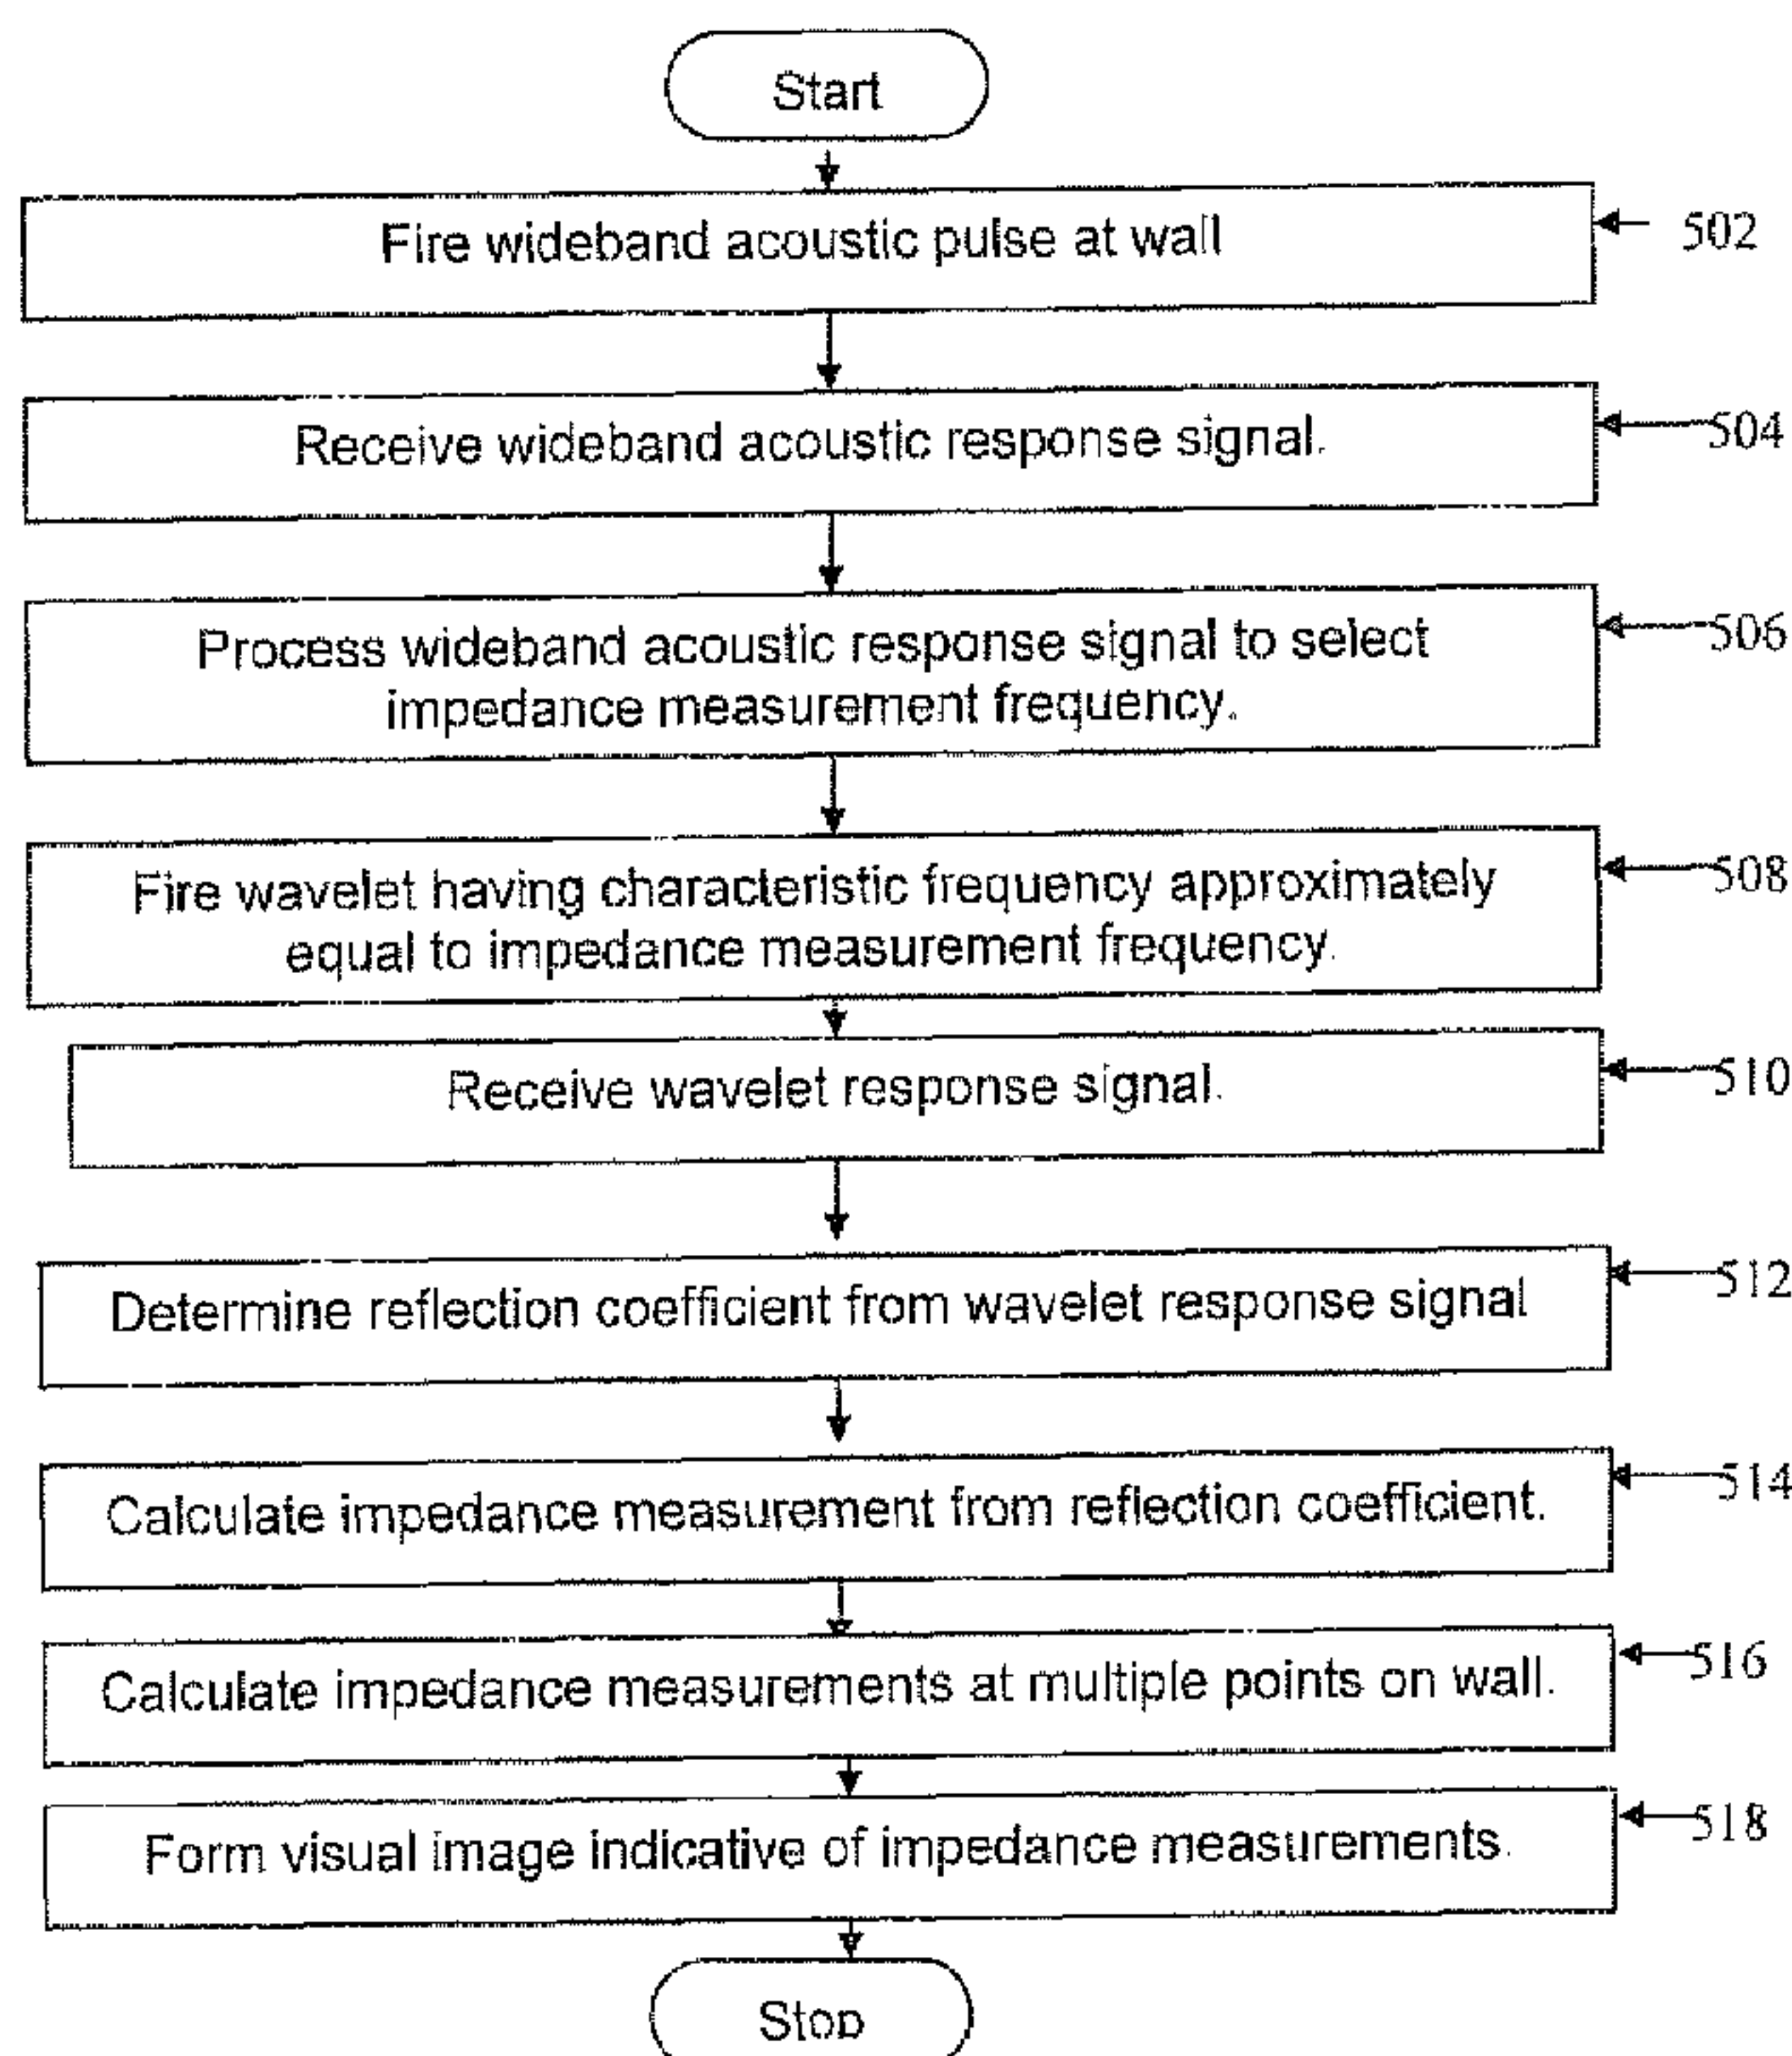 Start
Fire wideband acoustic pulse at wall
502
Receive wideband acoustic response signal.
504
Process wideband acoustic response signal to select
impedance measurement frequency.
506
Fire wavelet having characteristic frequency approximately
equal to impedance measurement frequency.
508
Receive wavelet response signal.
510
Determine reflection coefficient from wavelet response signal
512
Calculate impedance measurement from reflection coefficient.
514
Calculate impedance measurements at multiple points on wall.
516
Form visual image indicative of impedance measurements.
518
Stop